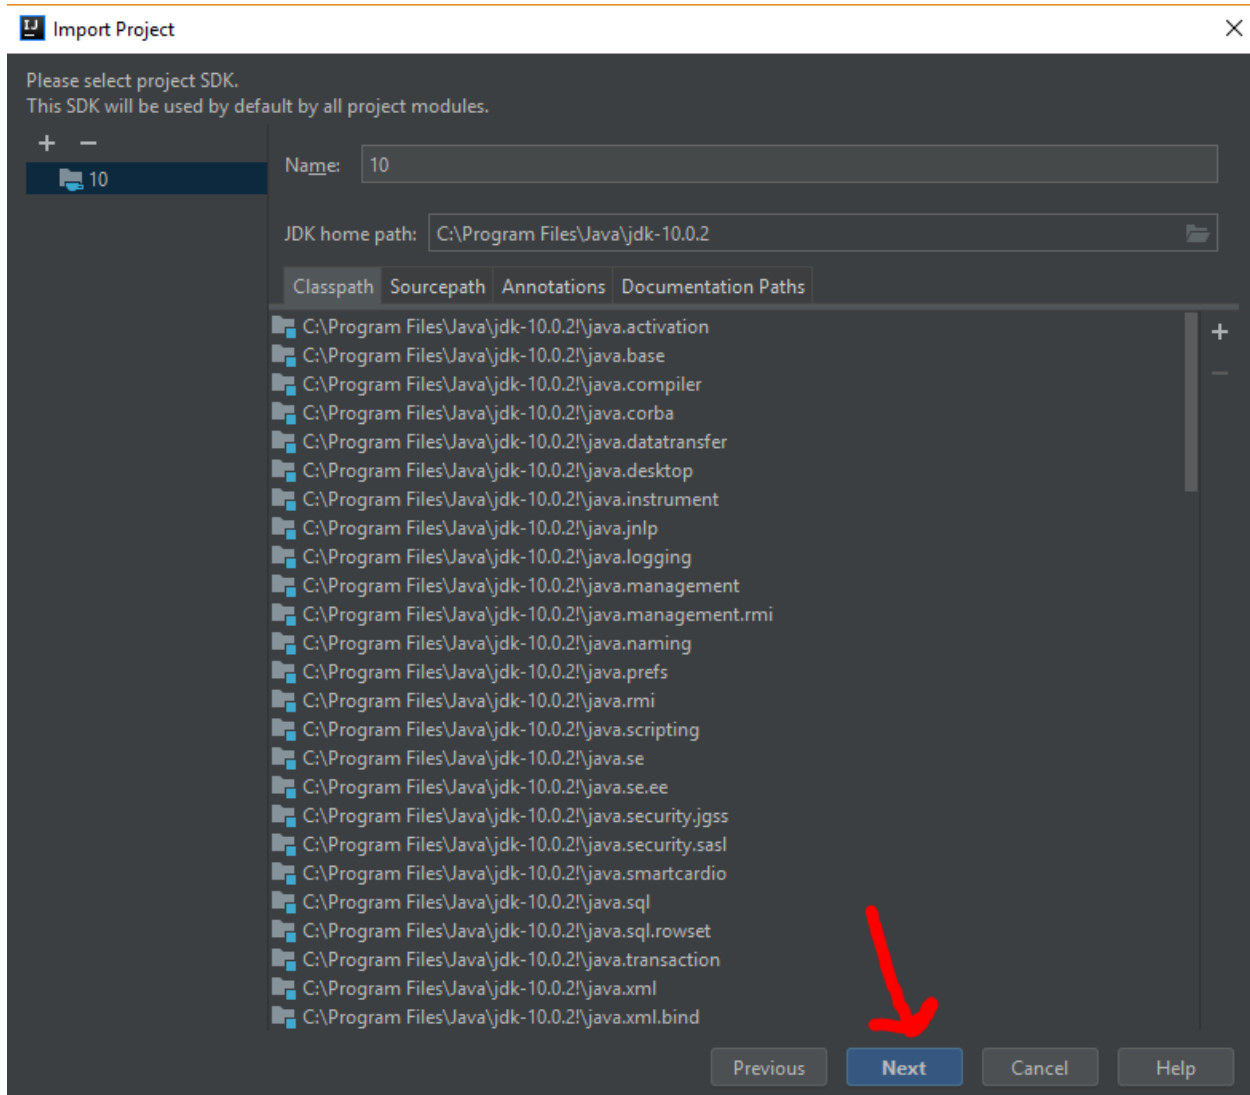 IJ
Import Project
Please select project SDK.
This SDK will be used by default by all project modules.
10
Name: 10
JDK home path: C:\Program Files\Java\jdk-10.0.2
Classpath Sourcepath Annotations Documentation Paths
C:\Program Files\Java\jdk-10.0.2!\java.activation
C:\Program Files\Java\jdk-10.0.2!\java.base
C:\Program Files\Java\jdk-10.0.2!\java.compiler
C:\Program Files\Java\jdk-10.0.2!\java.corba
C:\Program Files\Java\jdk-10.0.2!\java.datatransfer
C:\Program Files\Java\jdk-10.0.2!\java.desktop
C:\Program Files\Java\jdk-10.0.2!\java.instrument
C:\Program Files\Java\jdk-10.0.2!\java.jnlp
C:\Program Files\Java\jdk-10.0.2!\java.logging
C:\Program Files\Java\jdk-10.0.2!\java.management
C:\Program Files\Java\jdk-10.0.2!\java.management.rmi
C:\Program Files\Java\jdk-10.0.2!\java.naming
C:\Program Files\Java\jdk-10.0.2!\java.prefs
C:\Program Files\Java\jdk-10.0.2!\java.rmi
C:\Program Files\Java\jdk-10.0.2!\java.scripting
C:\Program Files\Java\jdk-10.0.2!\java.se
C:\Program Files\Java\jdk-10.0.2!\java.se.ee
C:\Program Files\Java\jdk-10.0.2!\java.security.jgss
C:\Program Files\Java\jdk-10.0.2!\java.security.sasl
C:\Program Files\Java\jdk-10.0.2!\java.smartcardio
C:\Program Files\Java\jdk-10.0.2!\java.sql
C:\Program Files\Java\jdk-10.0.2!\java.sql.rowset
C:\Program Files\Java\jdk-10.0.2!\java.transaction
C:\Program Files\Java\jdk-10.0.2!\java.xml
C:\Program Files\Java\jdk-10.0.2!\java.xml.bind
Previous Next Cancel Help